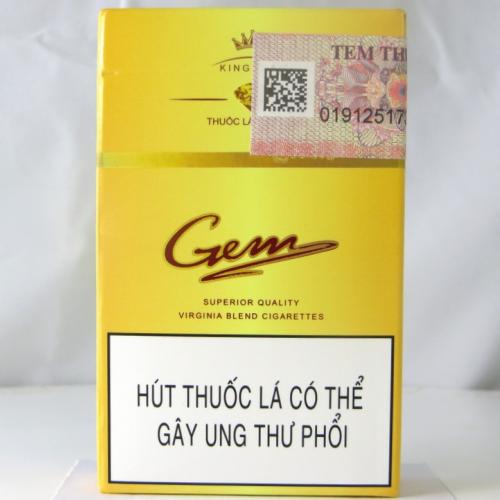 KING
TEM TH
THUỐC LÁ
0191251
Gem
SUPERIOR QUALITY
VIRGINIA BLEND CIGARETTES
HÚT THUỐC LÁ CÓ THỂ
GÂY UNG THƯ PHỔI